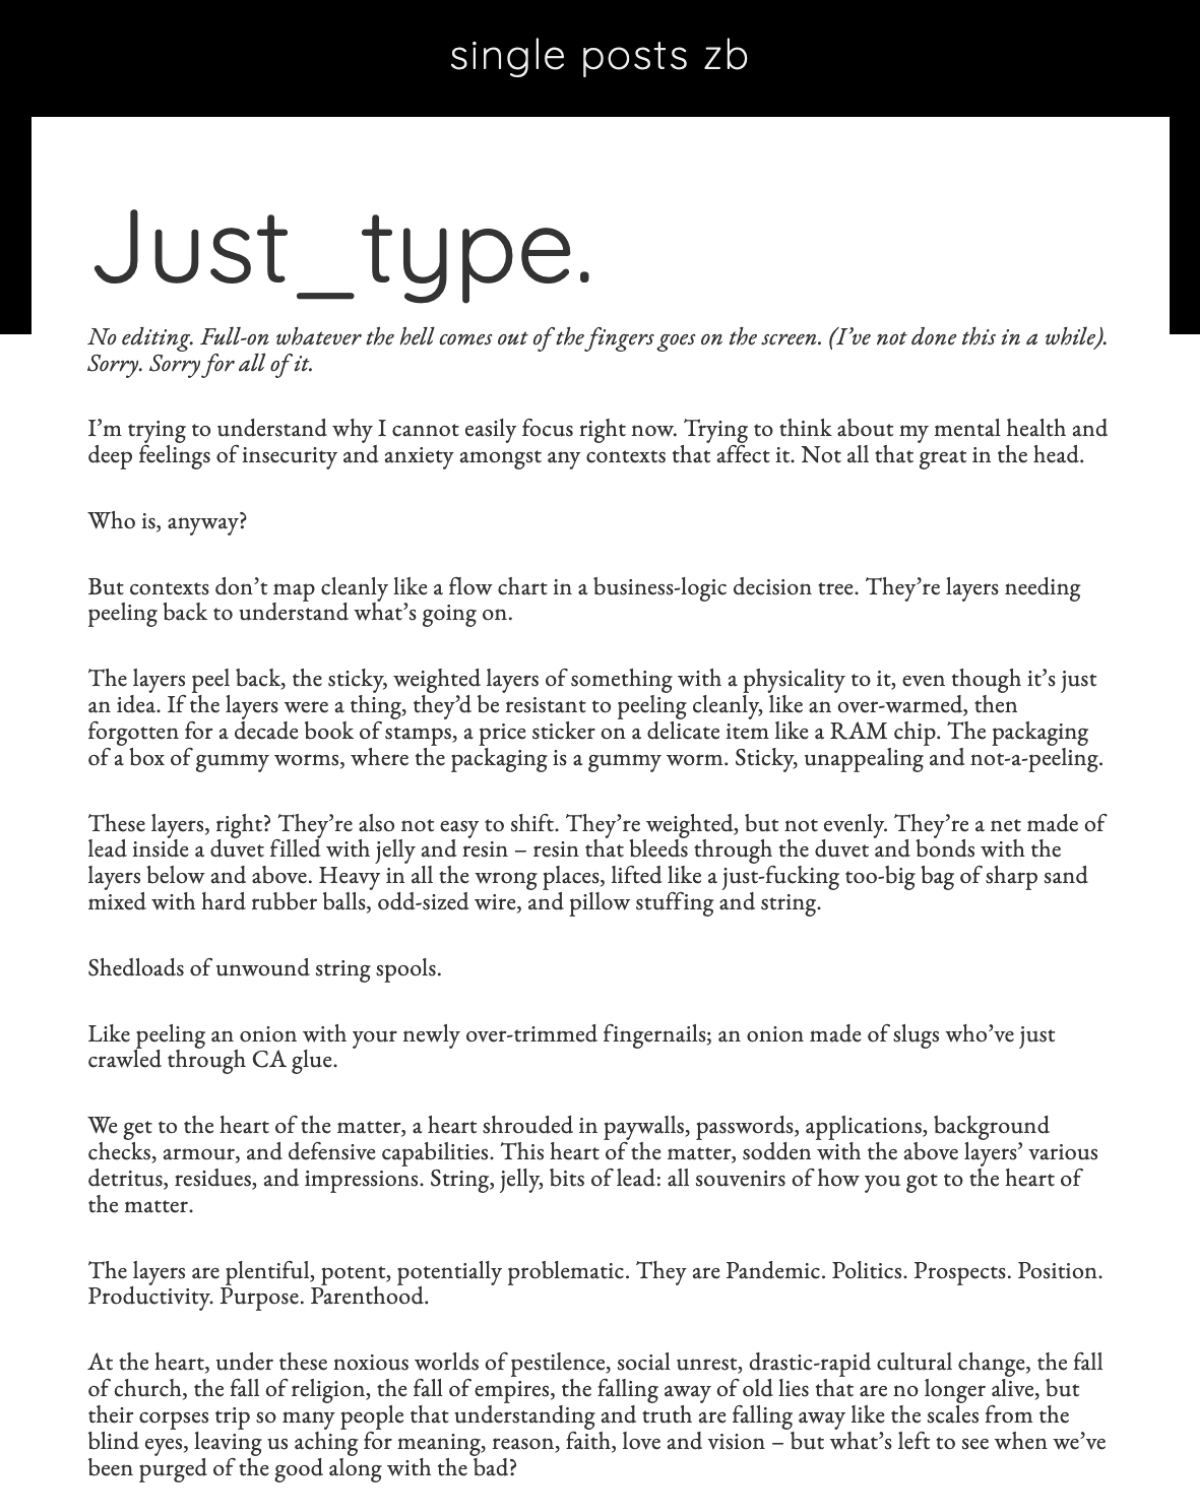 single posts zb
Just_type.
No editing. Full-on whatever the hell comes out of the fingers goes on the screen. (I’ve not done this in a while).
Sorry. Sorry for all of it.
I’m trying to understand why I cannot easily focus right now. Trying to think about my mental health and
deep feelings of insecurity and anxiety amongst any contexts that affect it. Not all that great in the head.
Who is, anyway?
But contexts don’t map cleanly like a flow chart in a business-logic decision tree. They’re layers needing
peeling back to understand what’s going on.
The layers peel back, the sticky, weighted layers of something with a physicality to it, even though it’s just
an idea. If the layers were a thing, they’d be resistant to peeling cleanly, like an over-warmed, then
forgotten for a decade book of stamps, a price sticker on a delicate item like a RAM chip. The packaging
of a box of gummy worms, where the packaging is a gummy worm. Sticky, unappealing and not-a-peeling.
These layers, right? They’re also not easy to shift. They’re weighted, but not evenly. They’re a net made of
lead inside a duvet filled with jelly and resin – resin that bleeds through the duvet and bonds with the
layers below and above. Heavy in all the wrong places, lifted like a just-fucking too-big bag of sharp sand
mixed with hard rubber balls, odd-sized wire, and pillow stuffing and string.
Shedloads of unwound string spools.
Like peeling an onion with your newly over-trimmed fingernails; an onion made of slugs who’ve just
crawled through CA glue.
We get to the heart of the matter, a heart shrouded in paywalls, passwords, applications, background
checks, armour, and defensive capabilities. This heart of the matter, sodden with the above layers’ various
detritus, residues, and impressions. String, jelly, bits of lead: all souvenirs of how you got to the heart of
the matter.
The layers are plentiful, potent, potentially problematic. They are Pandemic. Politics. Prospects. Position.
Productivity. Purpose. Parenthood.
At the heart, under these noxious worlds of pestilence, social unrest, drastic-rapid cultural change, the fall
of church, the fall of religion, the fall of empires, the falling away of old lies that are no longer alive, but
their corpses trip so many people that understanding and truth are falling away like the scales from the
blind eyes, leaving us aching for meaning, reason, faith, love and vision – but what’s left to see when we’ve
been purged of the good along with the bad?